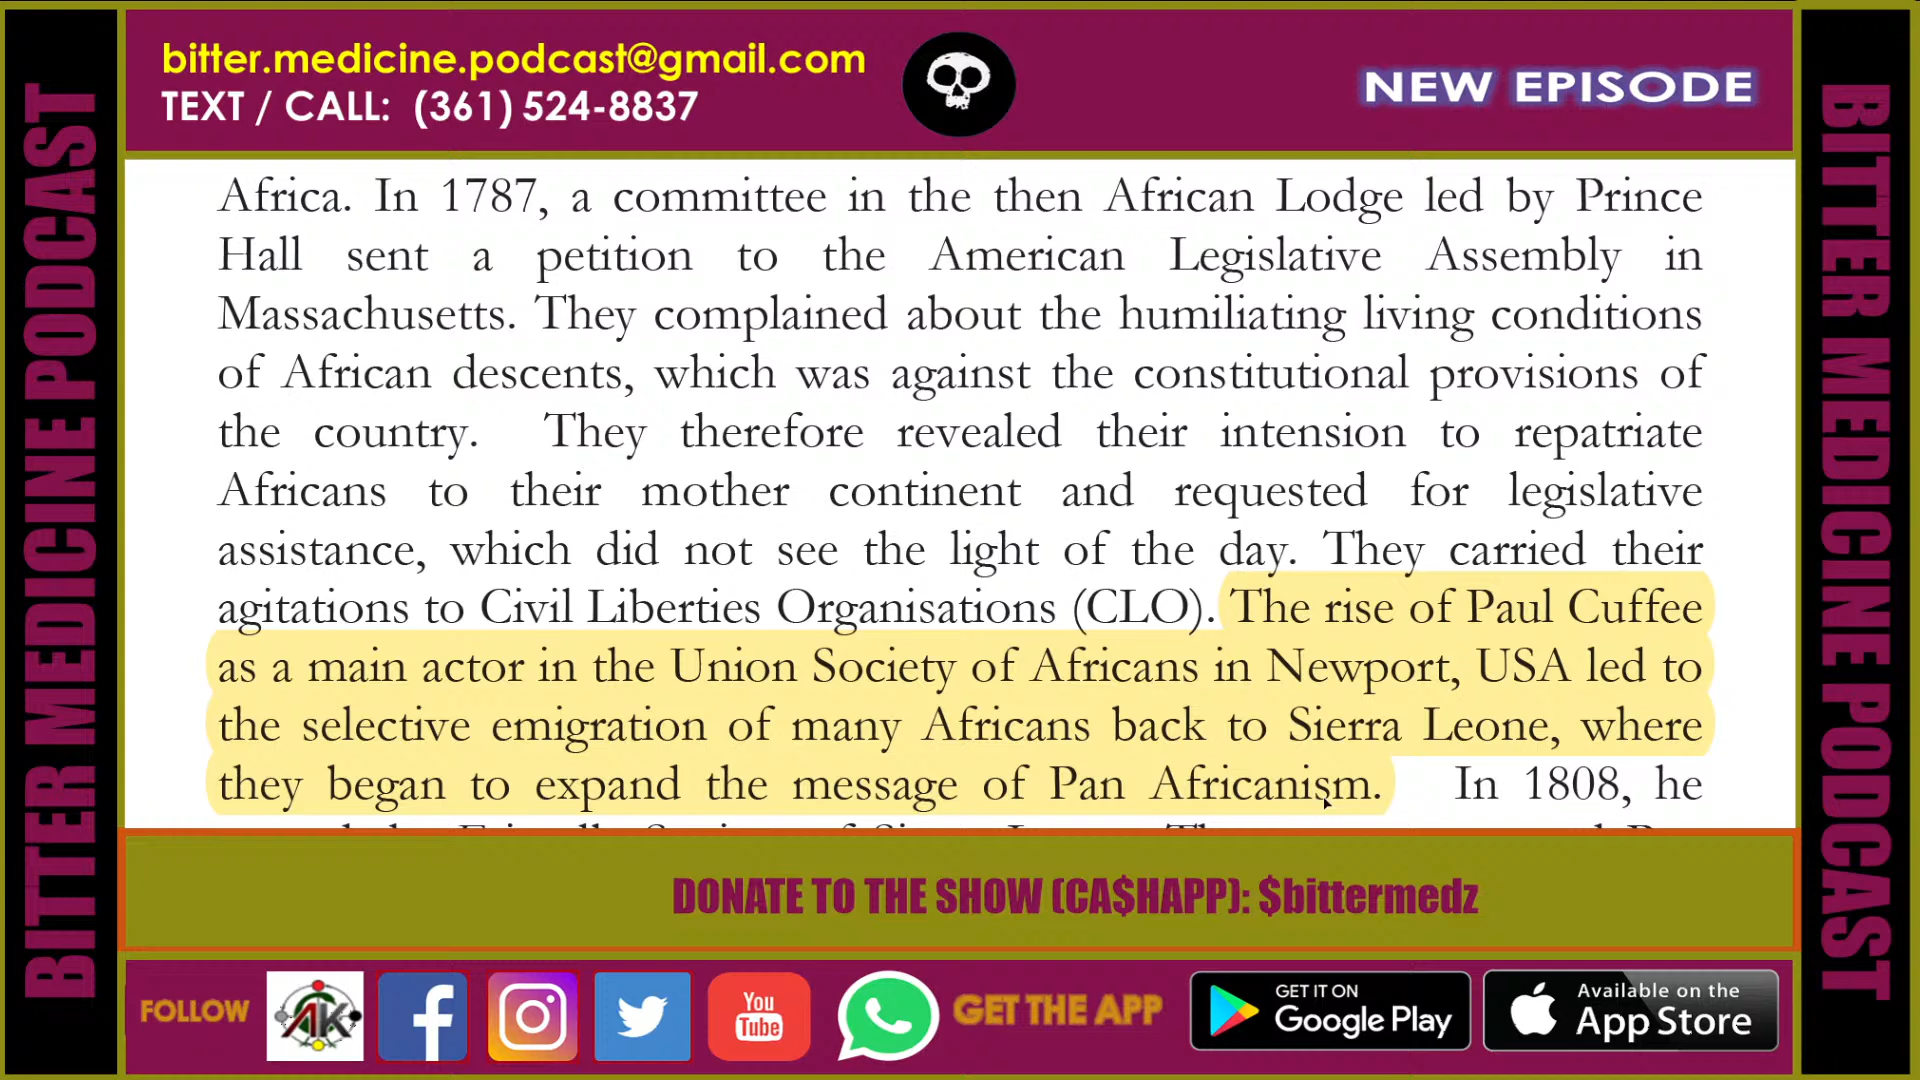 bitter.medicine.podcast@gmail.com
TEXT / CALL: (361) 524-8837
NEW EPISODE
BITTER MEDICINE PODCAST
Africa. In 1787, a committee in the then African Lodge led by Prince
Hall sent a petition to the American Legislative Assembly in
Massachusetts. They complained about the humiliating living conditions
of African descents, which was against the constitutional provisions of
the country. They therefore revealed their intension to repatriate
Africans to their mother continent and requested for legislative
assistance, which did not see the light of the day. They carried their
agitations to Civil Liberties Organisations (CLO). The rise of Paul Cuffee
as a main actor in the Union Society of Africans in Newport, USA led to
the selective emigration of many Africans back to Sierra Leone, where
they began to expand the message of Pan Africanism. In 1808, he
BITTER MEDICINE PODCAST
DONATE TO THE SHOW (CA$HAPP): $bittermedz
FOLLOW
AK
You
Tube
GET THE APP
GET IT ON
Google Play
Available on the
App Store